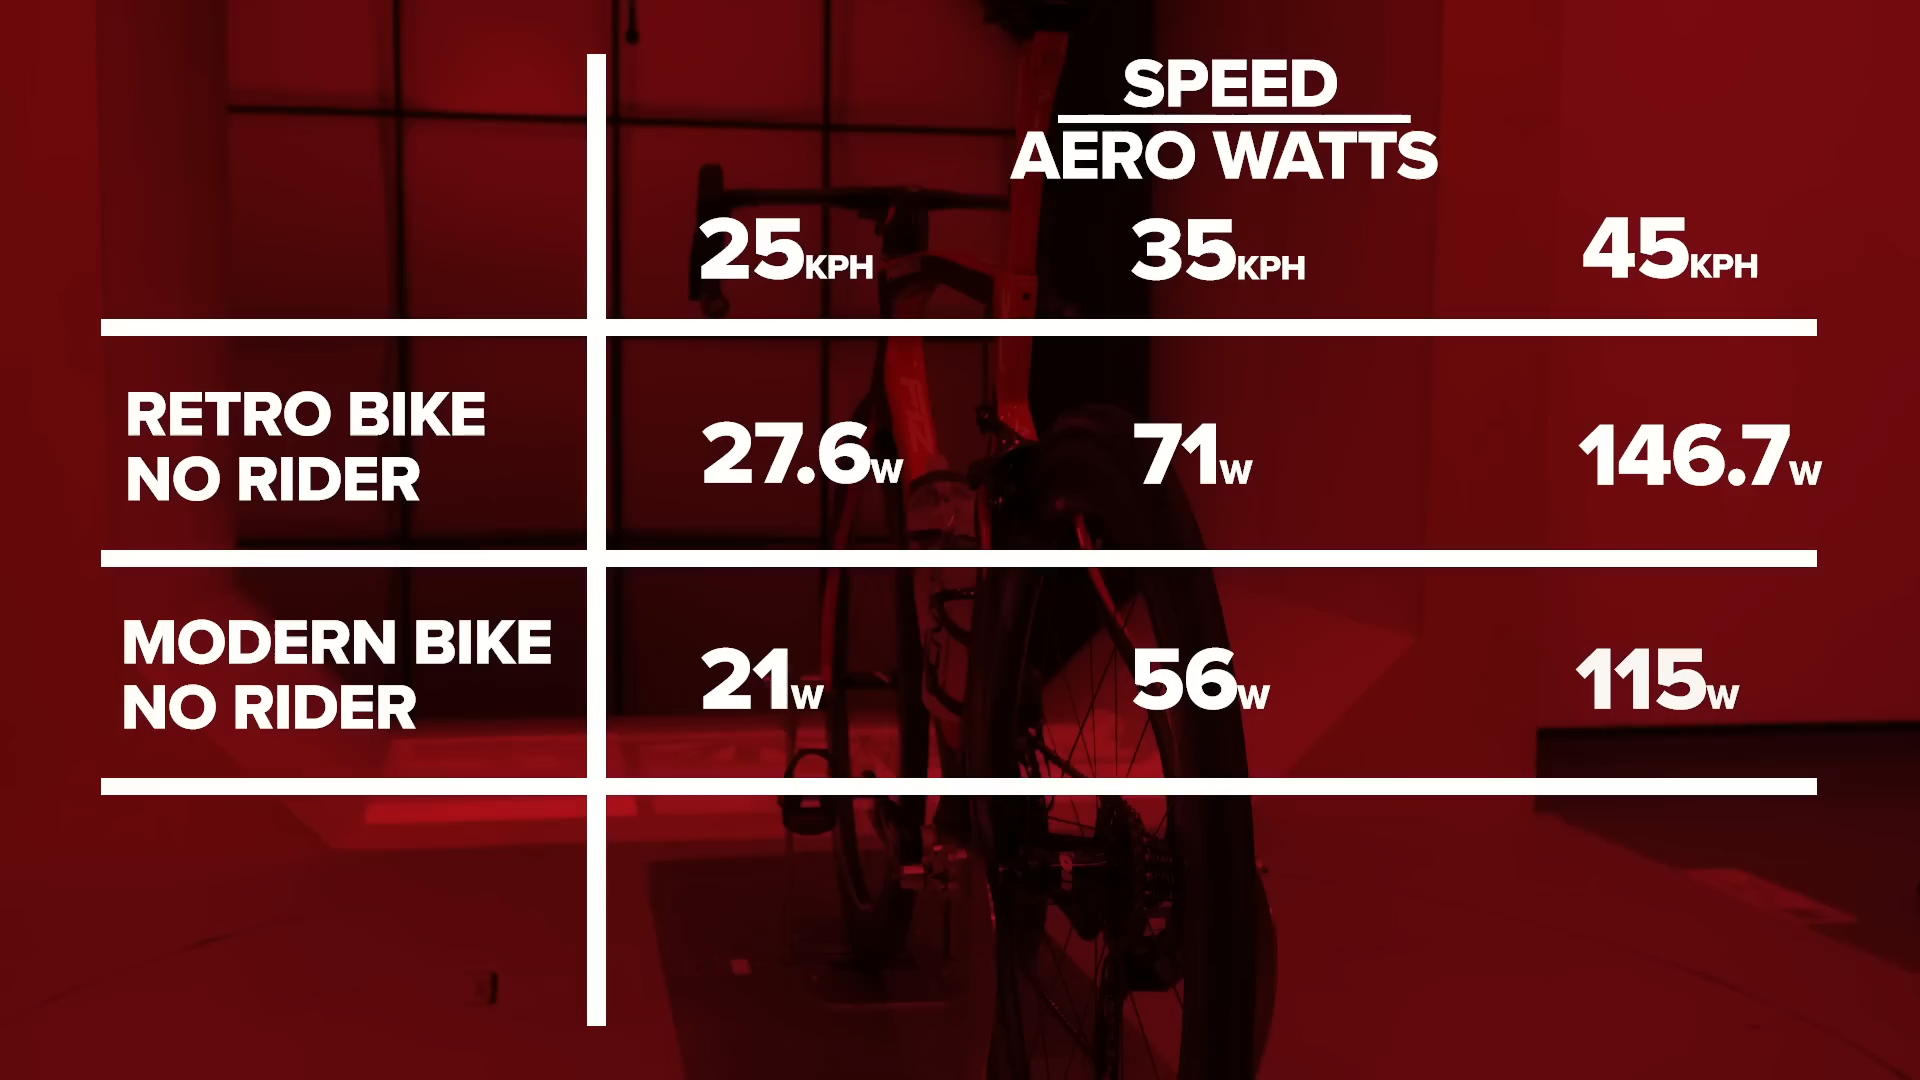 SPEED
AERO WATTS
25KPH 35KPH 45KPH
RETRO BIKE
NO RIDER
27.6W 71W 146.7W
MODERN BIKE
NO RIDER
21W 56W 115W